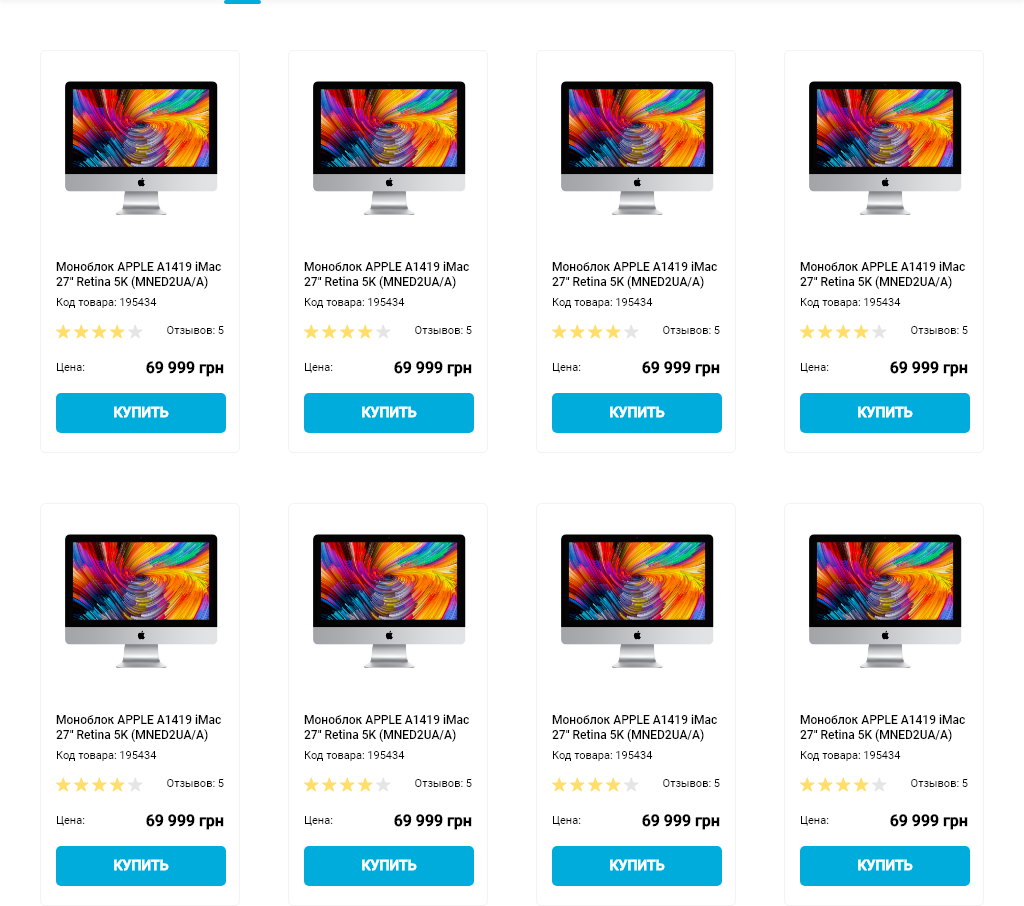 Моноблок APPLE A1419 iMac
27" Retina 5K (MNED2UA/A)
Код товара: 195434
Отзывов: 5
Цена: 69 999 грн
КУПИТЬ
Моноблок APPLE A1419 iMac
27" Retina 5K (MNED2UA/A)
Код товара: 195434
Отзывов: 5
Цена: 69 999 грн
КУПИТЬ
Моноблок APPLE A1419 iMac
27" Retina 5K (MNED2UA/A)
Код товара: 195434
Отзывов: 5
Цена: 69 999 грн
КУПИТЬ
Моноблок APPLE A1419 iMac
27" Retina 5K (MNED2UA/A)
Код товара: 195434
Отзывов: 5
Цена: 69 999 грн
КУПИТЬ
Моноблок APPLE A1419 iMac
27" Retina 5K (MNED2UA/A)
Код товара: 195434
Отзывов: 5
Цена: 69 999 грн
КУПИТЬ
Моноблок APPLE A1419 iMac
27" Retina 5K (MNED2UA/A)
Код товара: 195434
Отзывов: 5
Цена: 69 999 грн
КУПИТЬ
Моноблок APPLE A1419 iMac
27" Retina 5K (MNED2UA/A)
Код товара: 195434
Отзывов: 5
Цена: 69 999 грн
КУПИТЬ
Моноблок APPLE A1419 iMac
27" Retina 5K (MNED2UA/A)
Код товара: 195434
Отзывов: 5
Цена: 69 999 грн
КУПИТЬ